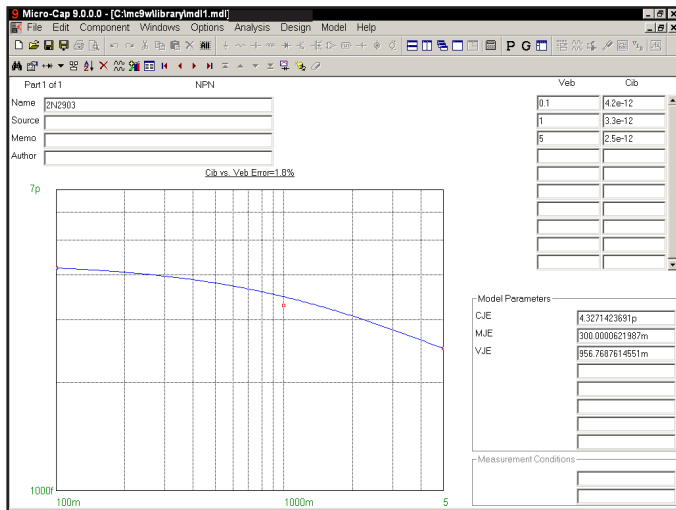 9 Micro-Cap 9.0.0.0 - [C:\mc9w\library\mdl1.mdl]
File Edit Component Windows Options Analysis Design Model Help
P G
All
Part 1 of 1 NPN
Veb Cib
Name 2N2903
0.1 4.2e-12
Source
1 3.3e-12
Memo
5 2.5e-12
Author
Cib vs. Veb Error=1.8%
7p
1000f
100m 1000m 5
Model Parameters
CJE 4.3271423691p
MJE 300.0000621987m
VJE 956.7687614551m
Measurement Conditions